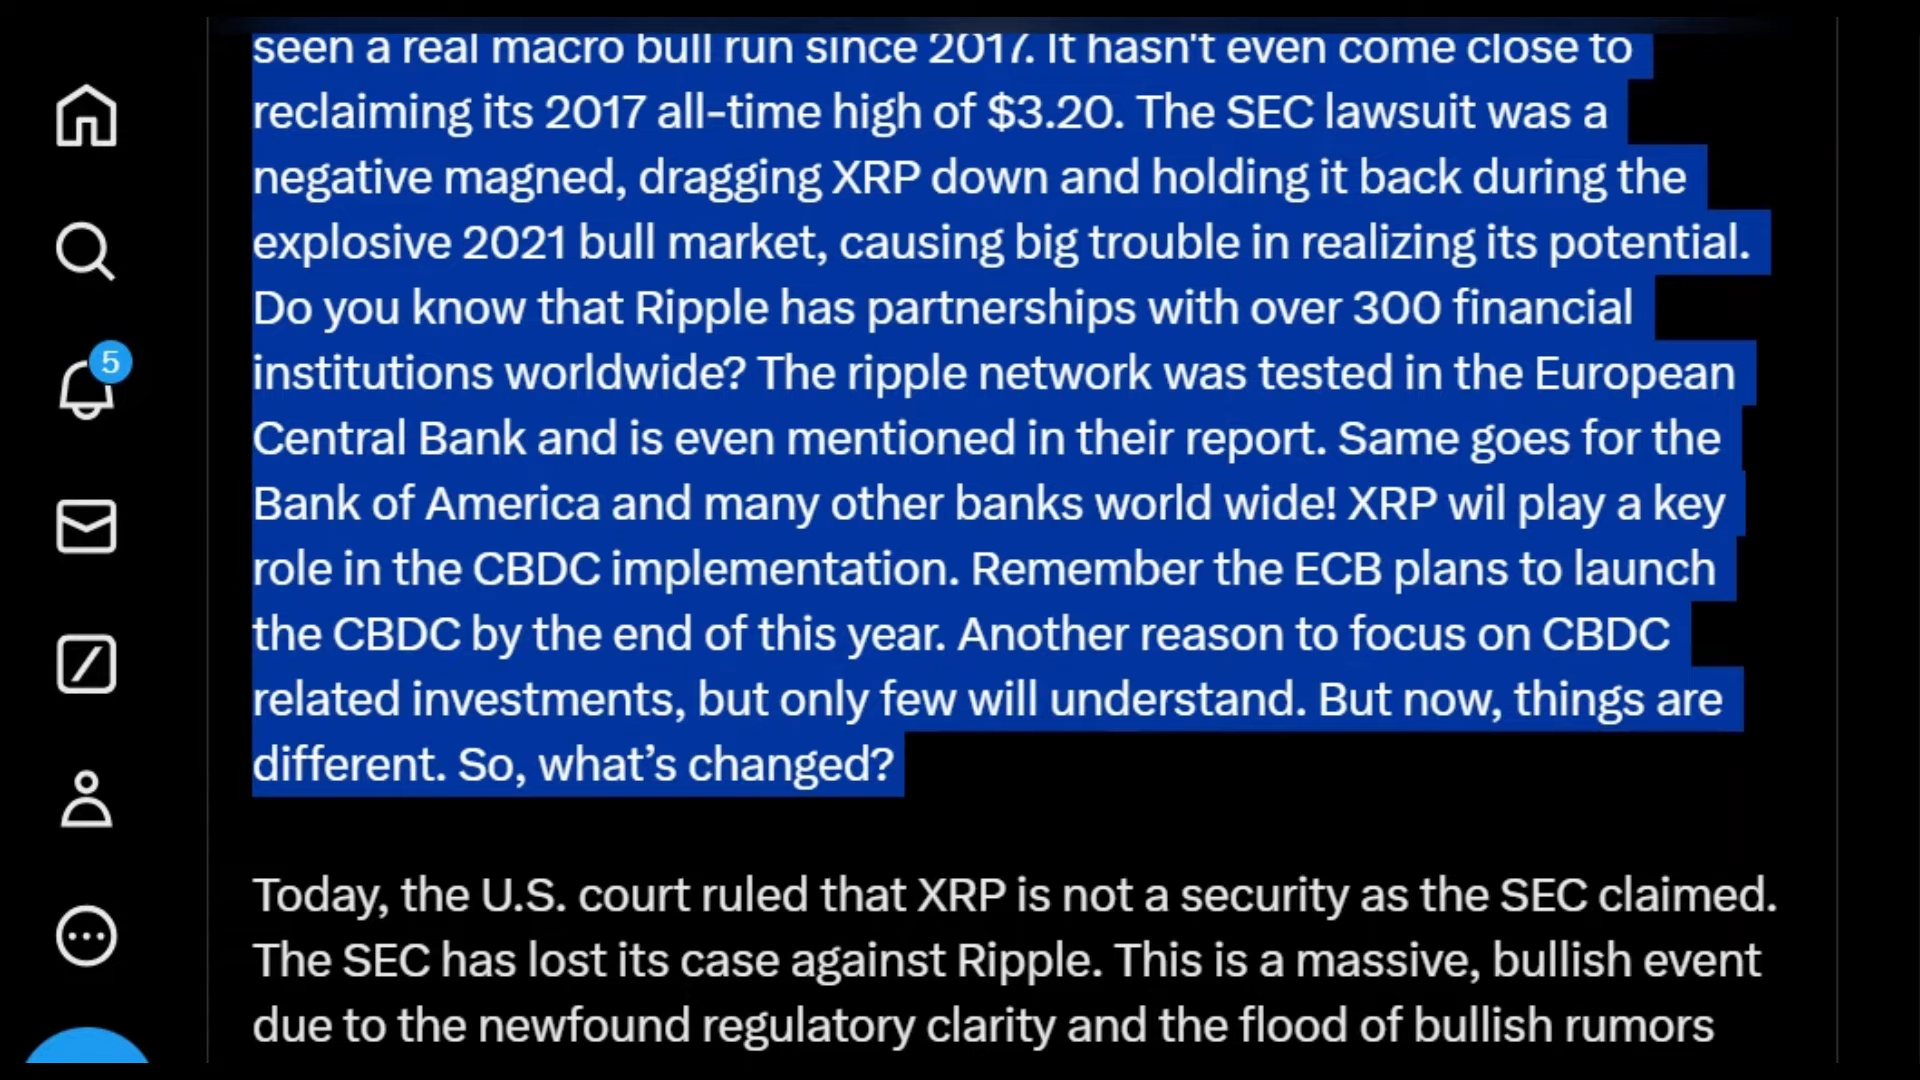 seen a real macro bull run since 2017. It hasn't even come close to
reclaiming its 2017 all-time high of $3.20. The SEC lawsuit was a
negative magned, dragging XRP down and holding it back during the
explosive 2021 bull market, causing big trouble in realizing its potential.
Do you know that Ripple has partnerships with over 300 financial
institutions worldwide? The ripple network was tested in the European
Central Bank and is even mentioned in their report. Same goes for the
Bank of America and many other banks world wide! XRP wil play a key
role in the CBDC implementation. Remember the ECB plans to launch
the CBDC by the end of this year. Another reason to focus on CBDC
related investments, but only few will understand. But now, things are
different. So, what’s changed?
Today, the U.S. court ruled that XRP is not a security as the SEC claimed.
The SEC has lost its case against Ripple. This is a massive, bullish event
due to the newfound regulatory clarity and the flood of bullish rumors
5